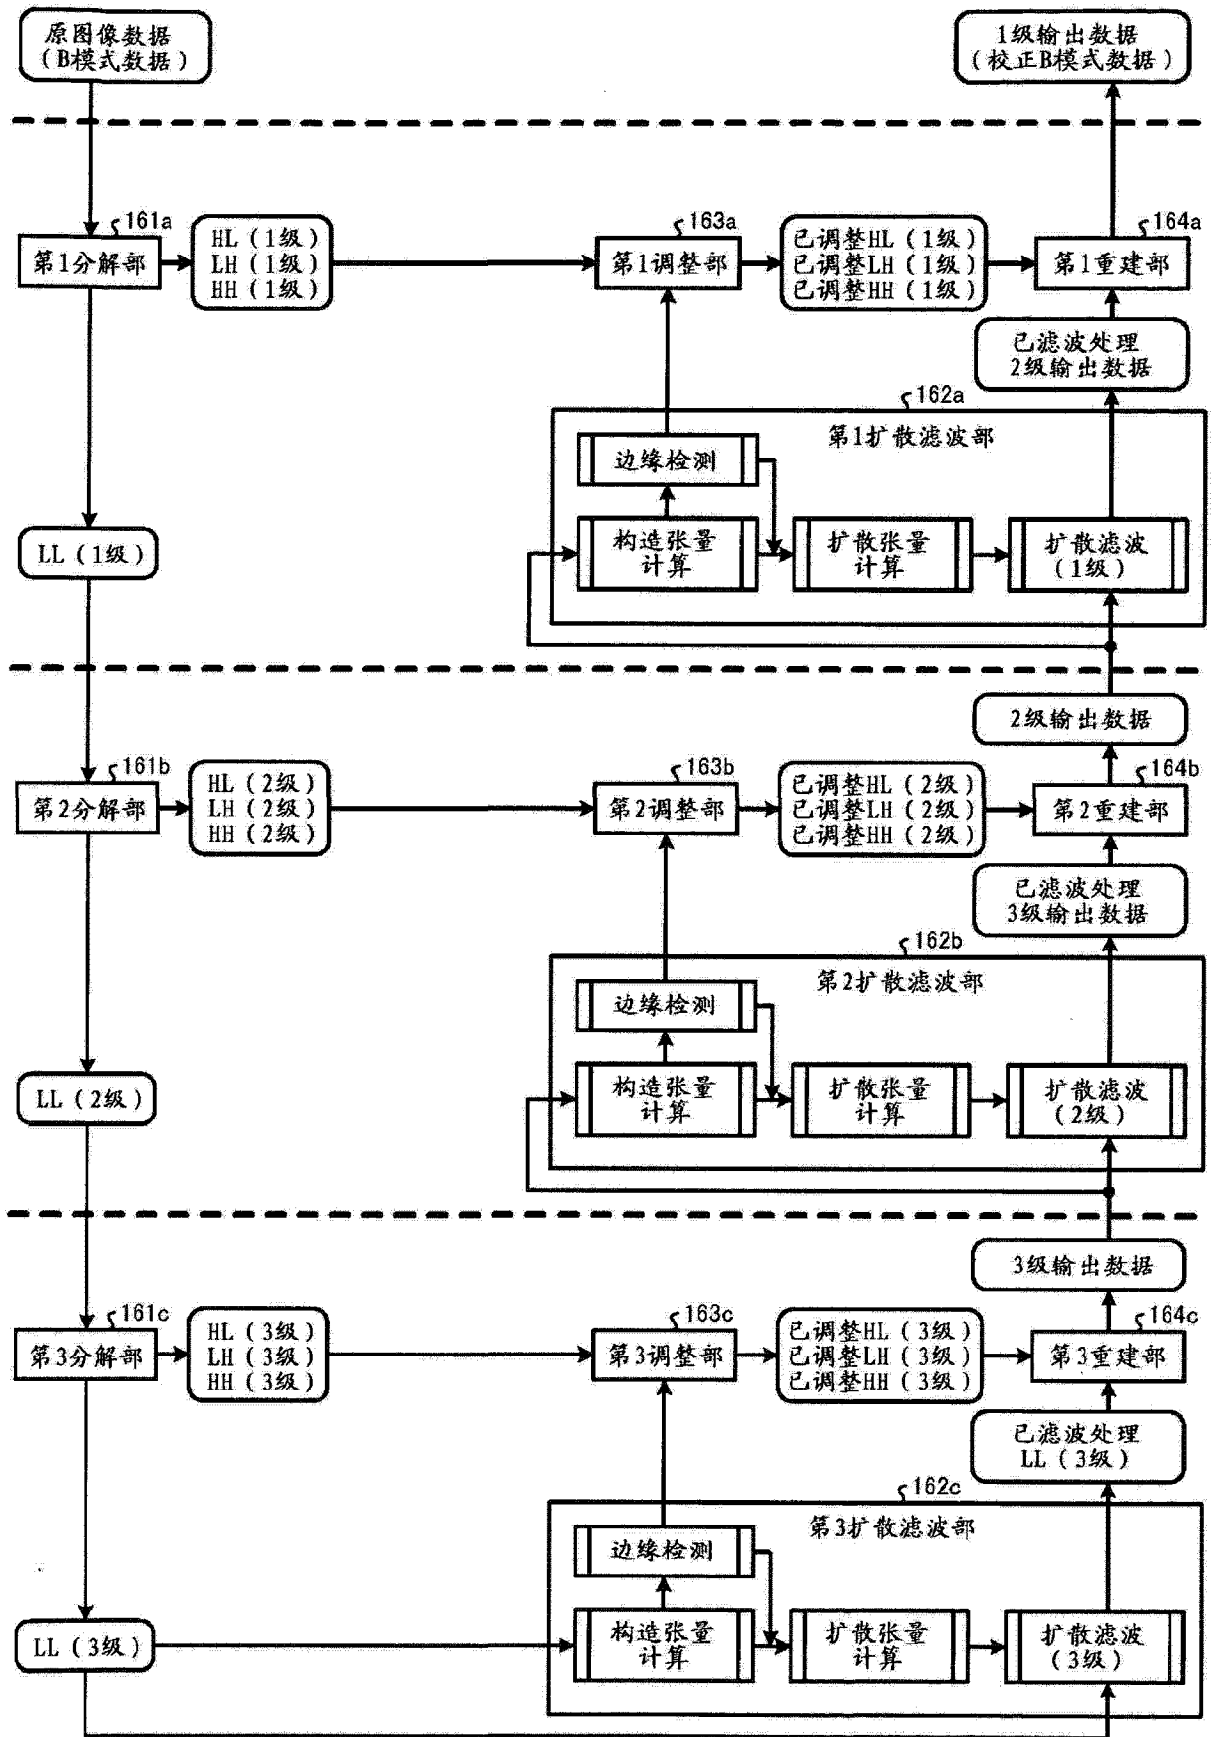 原图像数据
(B模式数据)
1级输出数据
(校正B模式数据)
161a
第1分解部
HL(1级)
LH(1级)
HH(1级)
163a
第1调整部
已调整HL(1级)
已调整LH(1级)
已调整HH(1级)
164a
第1重建部
已滤波处理
2级输出数据
162a
第1扩散滤波部
边缘检测
LL(1级)
构造张量
计算
扩散张量
计算
扩散滤波
(1级)
2级输出数据
161b
第2分解部
HL(2级)
LH(2级)
HH(2级)
163b
第2调整部
已调整HL(2级)
已调整LH(2级)
已调整HH(2级)
164b
第2重建部
已滤波处理
3级输出数据
162b
第2扩散滤波部
边缘检测
LL(2级)
构造张量
计算
扩散张量
计算
扩散滤波
(2级)
3级输出数据
161c
第3分解部
HL(3级)
LH(3级)
HH(3级)
163c
第3调整部
已调整HL(3级)
已调整LH(3级)
已调整HH(3级)
164c
第3重建部
已滤波处理
LL(3级)
162c
第3扩散滤波部
边缘检测
LL(3级)
构造张量
计算
扩散张量
计算
扩散滤波
(3级)